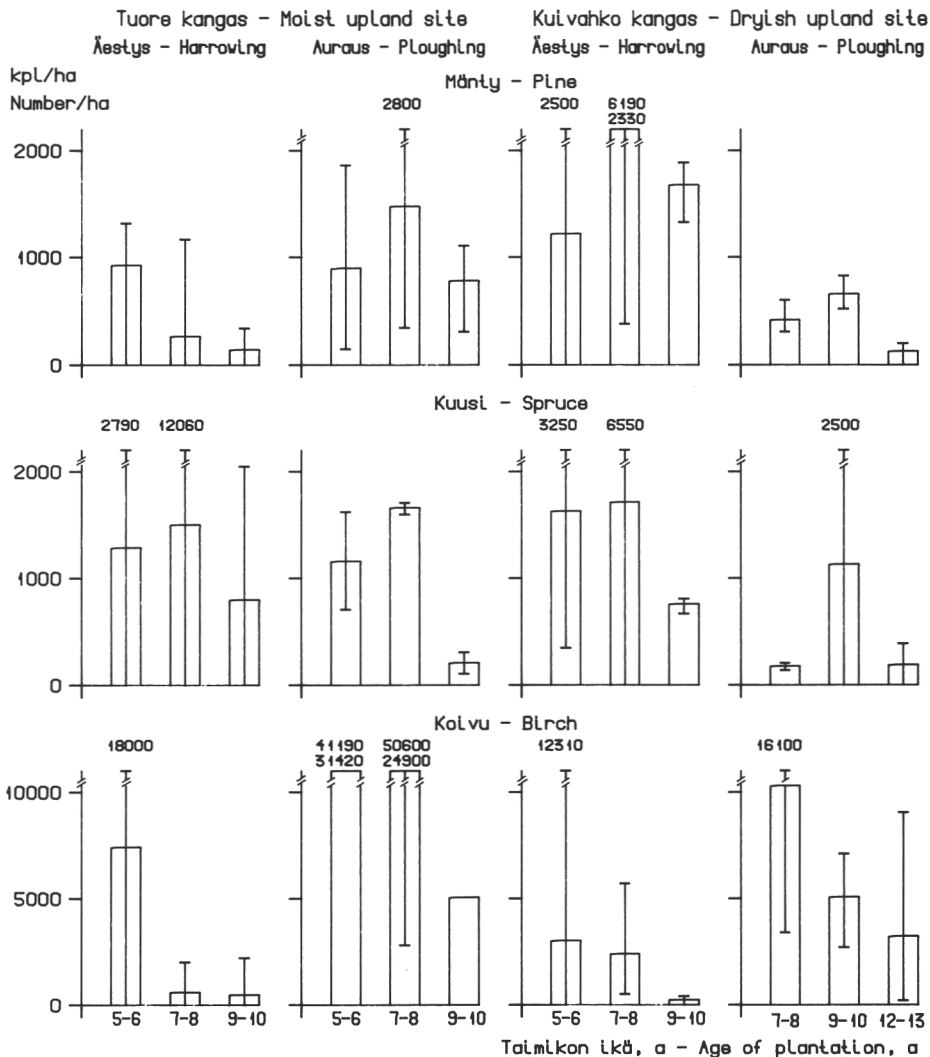 Tuore kangas – Moist upland site Kuivahko kangas – Dryish upland site
Äestys – Harrowing Auraus – Ploughing Äestys – Harrowing Auraus – Ploughing
kpl/ha
Number/ha
Mänty – Pine
2800 2500 6190
2330
2000
1000
0
Kuusi – Spruce
2790 12060 3250 6550 2500
2000
1000
0
Koivu – Birch
18000 41190 50600 12310 16100
31420 24900
10000
5000
0
5-6 7-8 9-10 5-6 7-8 9-10 5-6 7-8 9-10 7-8 9-10 12-13
Taimikon ikä, a – Age of plantation, a